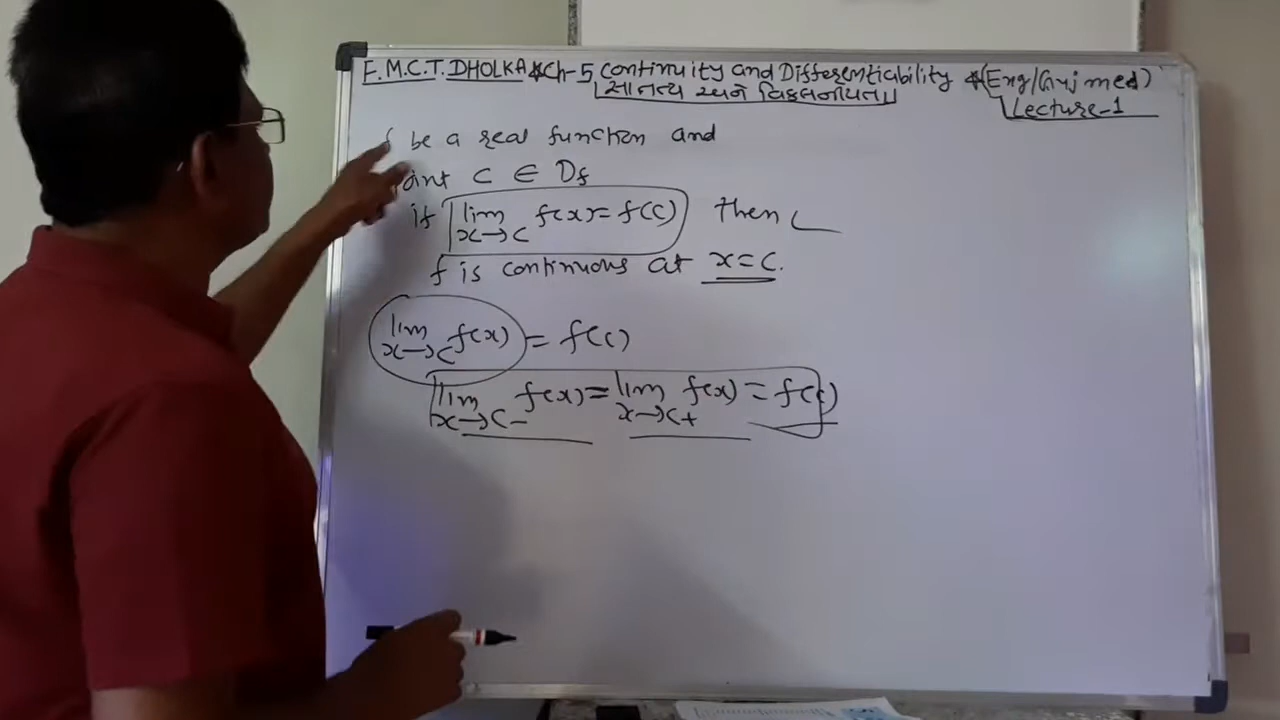 F.M.C.T. DHOLKA * Ch-5 Continuity and Differentiability * (Eng/Guj med)
સાતત્ય અને વિકલનીયતા
Lecture-1
f be a real function and
oint c ∈ Df
if lim x→c f(x) = f(c) then
f is continuous at x=c.
lim x→c f(x) = f(c)
lim x→c- f(x) = lim x→c+ f(x) = f(c)